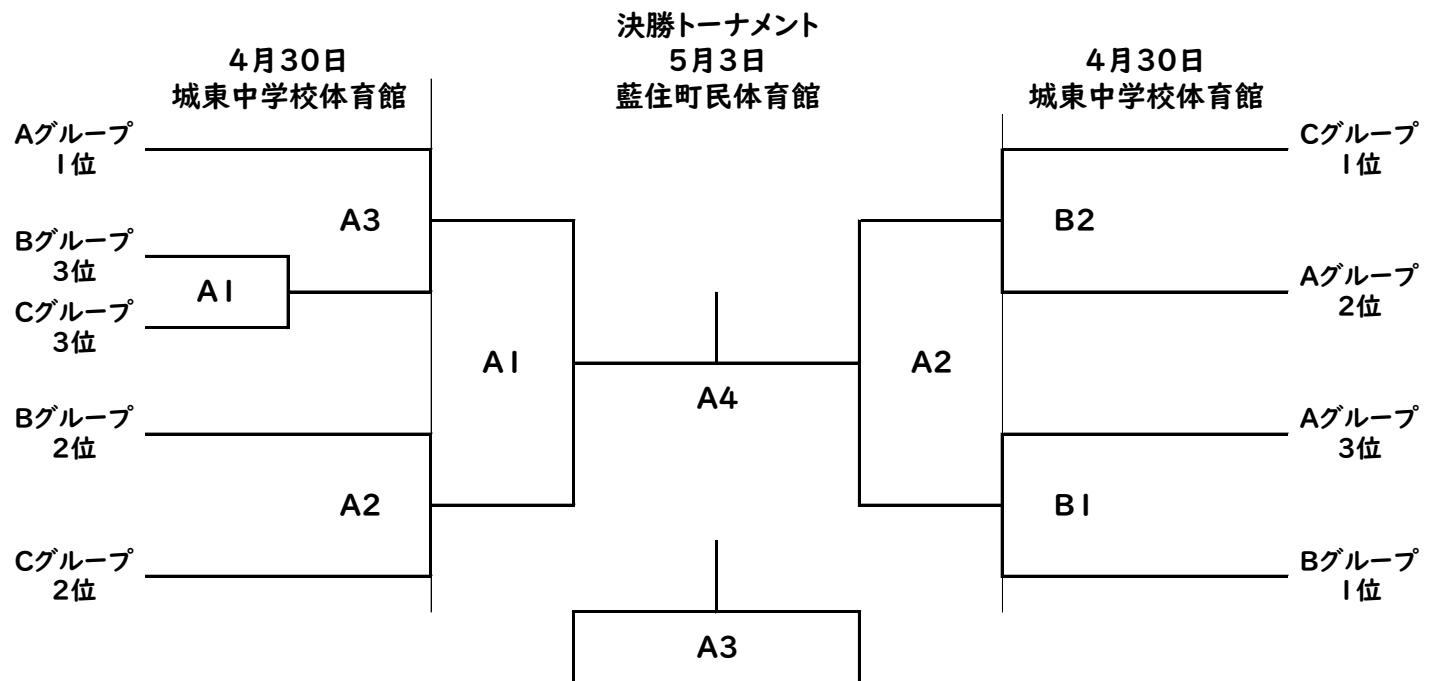 決勝トーナメント
4月30日
城東中学校体育館
5月3日
藍住町民体育館
4月30日
城東中学校体育館
Aグループ
1位
A3
Bグループ
3位
A1
Cグループ
3位
Bグループ
2位
A2
Cグループ
2位
A1
A4
A3
A2
Cグループ
1位
B2
Aグループ
2位
Aグループ
3位
B1
Bグループ
1位